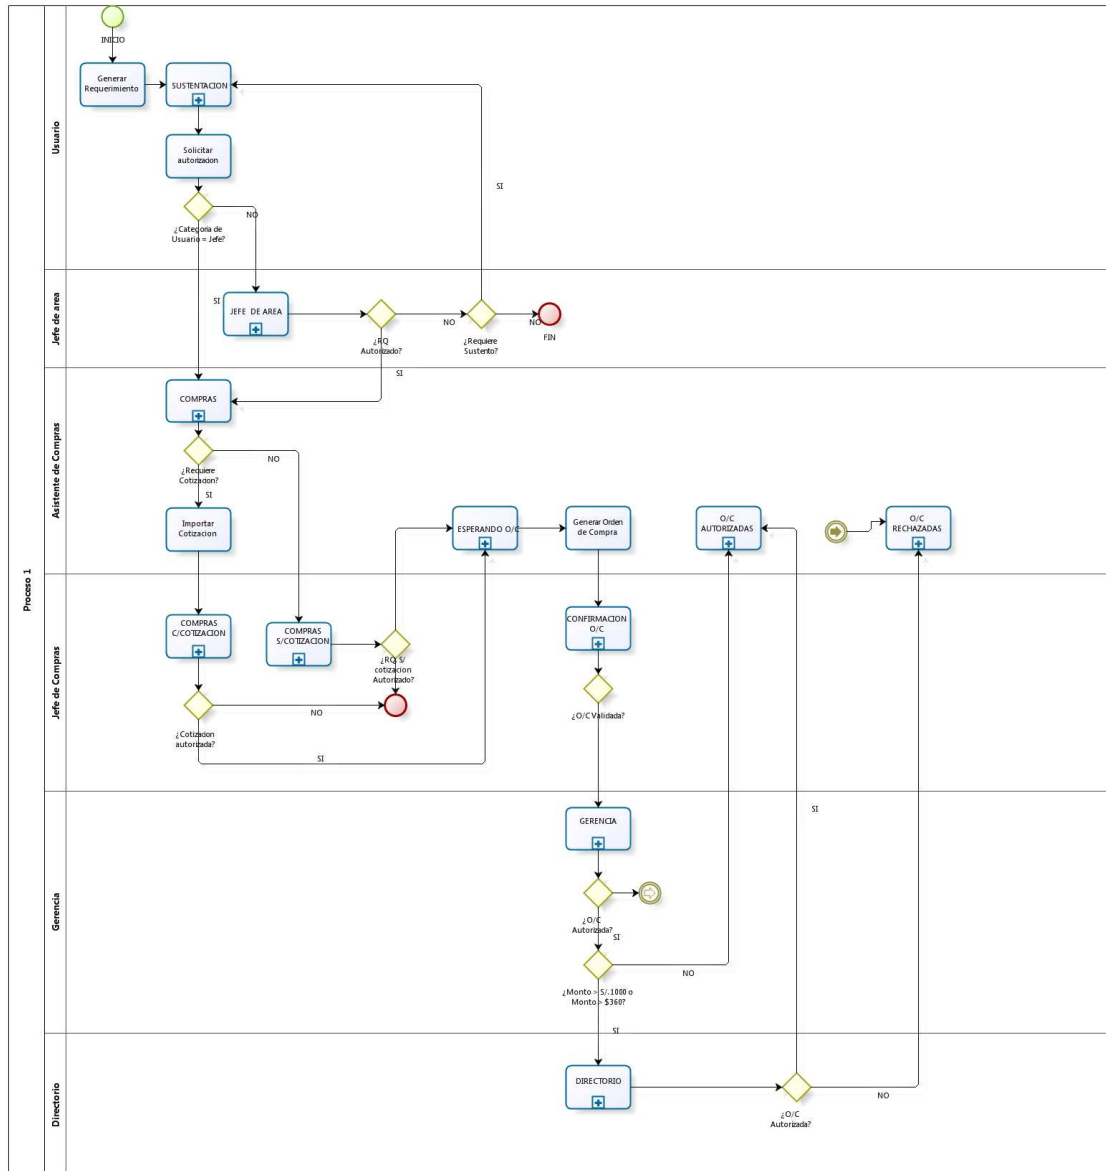 Proceso 1
Usuario
INICIO
Generar
Requerimiento
SUSTENTACION
Solicitar
autorizacion
SI
NO
¿Categoria de
Usuario = Jefe?
Jefe de area
SI
JEFE DE AREA
NO
NO
¿RQ
Autorizado?
¿Requiere
Sustento?
FIN
SI
Asistente de Compras
COMPRAS
NO
¿Requiere
Cotizacion?
SI
Importar
Cotizacion
ESPERANDO O/C
Generar Orden
de Compra
O/C
AUTORIZADAS
O/C
RECHAZADAS
Jefe de Compras
COMPRAS
C/COTIZACION
COMPRAS
S/COTIZACION
CONFIRMACION
O/C
¿RQ S/
cotizacion
Autorizado?
NO
¿O/C Validada?
¿Cotizacion
autorizada?
SI
Gerencia
SI
GERENCIA
¿O/C
Autorizada?
SI
NO
¿Monto > S/.1000 o
Monto > $360?
SI
Directorio
DIRECTORIO
NO
¿O/C
Autorizada?